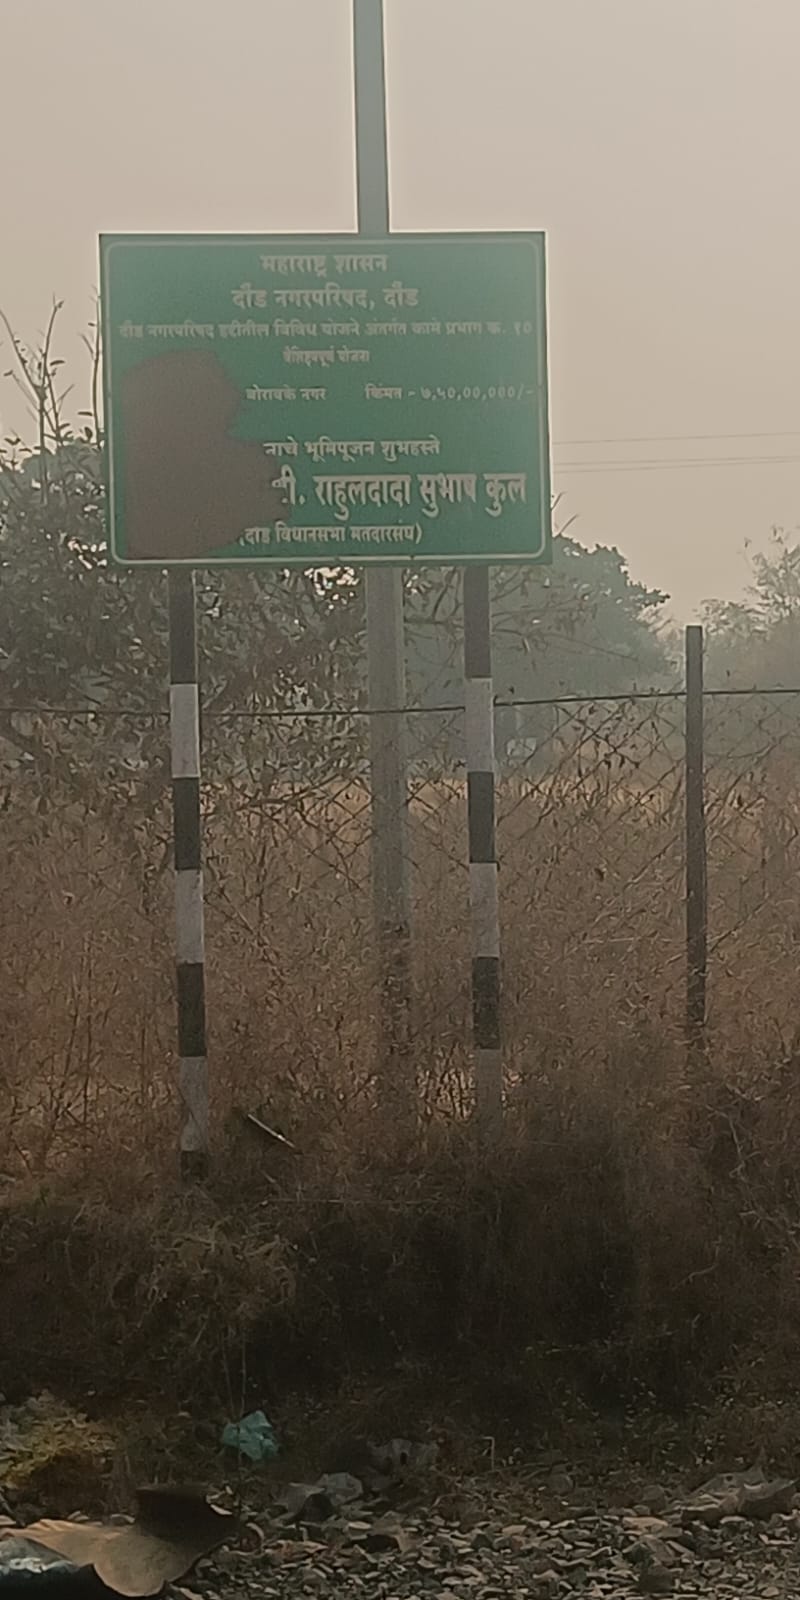 महाराष्ट्र शासन
दौंड नगरपरिषद, दौंड
दौंड नगरपरिषद हद्दीतील विविध योजने अंतर्गत कामे प्रभाग क्र. १०
वैशिष्ट्यपूर्ण योजना
बोरावके नगर किंमत - ७,५०,००,०००/-
भूमिपूजन शुभहस्ते
राहुलदादा सुभाष कुल
(दौंड विधानसभा मतदारसंघ)